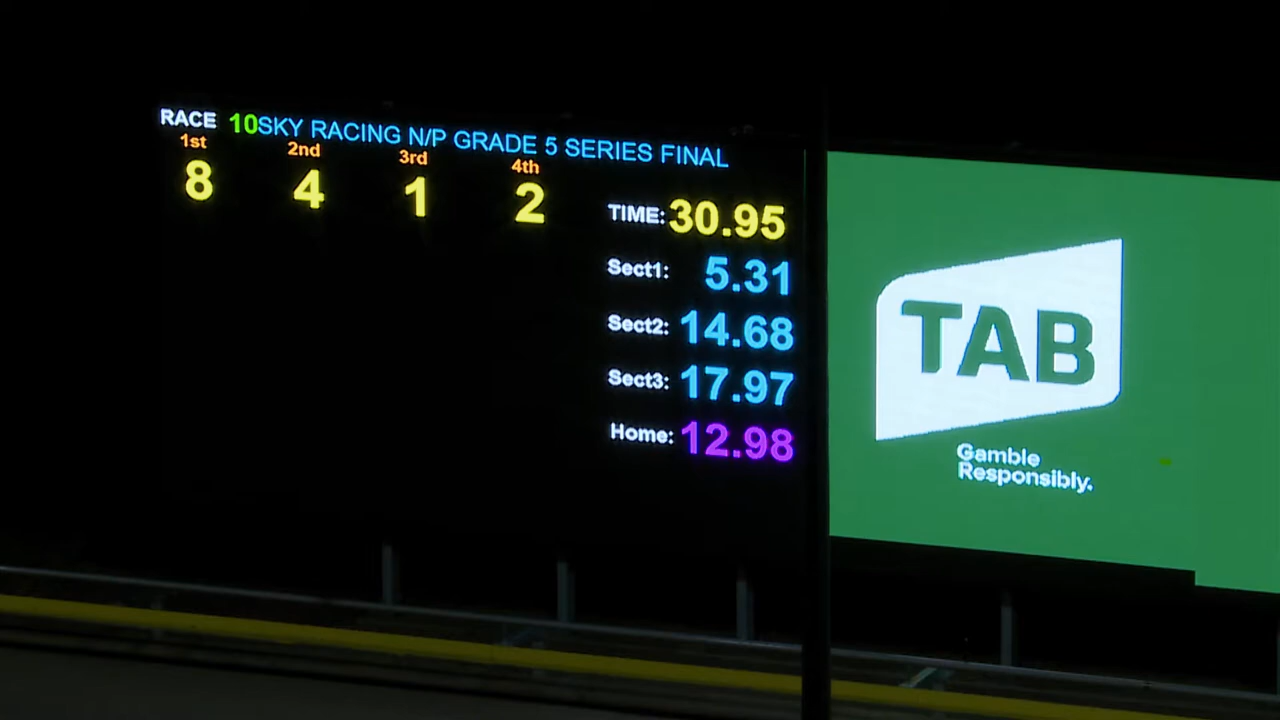 RACE 10SKY RACING N/P GRADE 5 SERIES FINAL
1st 2nd 3rd 4th
8 4 1 2
TIME: 30.95
Sect1: 5.31
Sect2: 14.68
Sect3: 17.97
Home: 12.98
TAB
Gamble
Responsibly.